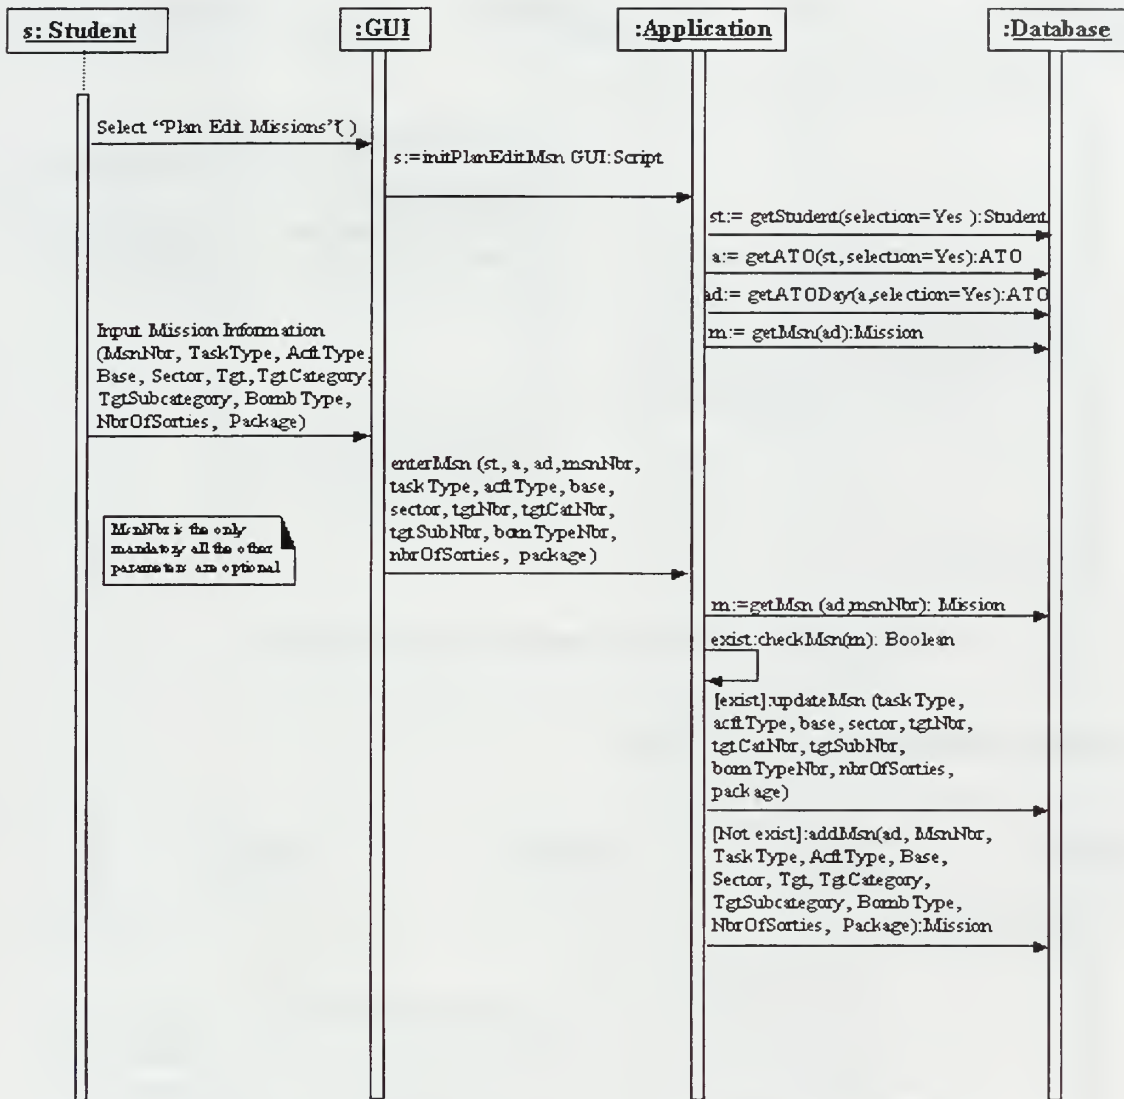 s: Student
:GUI
:Application
:Database
Select “Plan Edit Missions”( )
s:=initPlanEditMsn GUI:Script
st:= getStudent(selection=Yes ):Student
a:= getATO(st,selection=Yes):ATO
ad:= getATODay(a,selection=Yes):ATO
m:= getMsn(ad):Mission
Input Mission Information
(MsnNbr, TaskType, AcftType,
Base, Sector, Tgt, TgtCategory,
TgtSubcategory, Bomb Type,
NbrOfSorties, Package)
enterMsn (st, a, ad,msnNbr,
taskType, acftType, base,
sector, tgtNbr, tgtCatNbr,
tgtSubNbr, bomTypeNbr,
nbrOfSorties, package)
MsnNbr is the only
mandatory all the other
parameters are optional
m:=getMsn (ad,msnNbr): Mission
exist:checkMsn(m): Boolean
[exist]:updateMsn (taskType,
acftType, base, sector, tgtNbr,
tgtCatNbr, tgtSubNbr,
bomTypeNbr, nbrOfSorties,
package)
[Not exist]:addMsn(ad, MsnNbr,
TaskType, AcftType, Base,
Sector, Tgt, TgtCategory,
TgtSubcategory, Bomb Type,
NbrOfSorties, Package):Mission